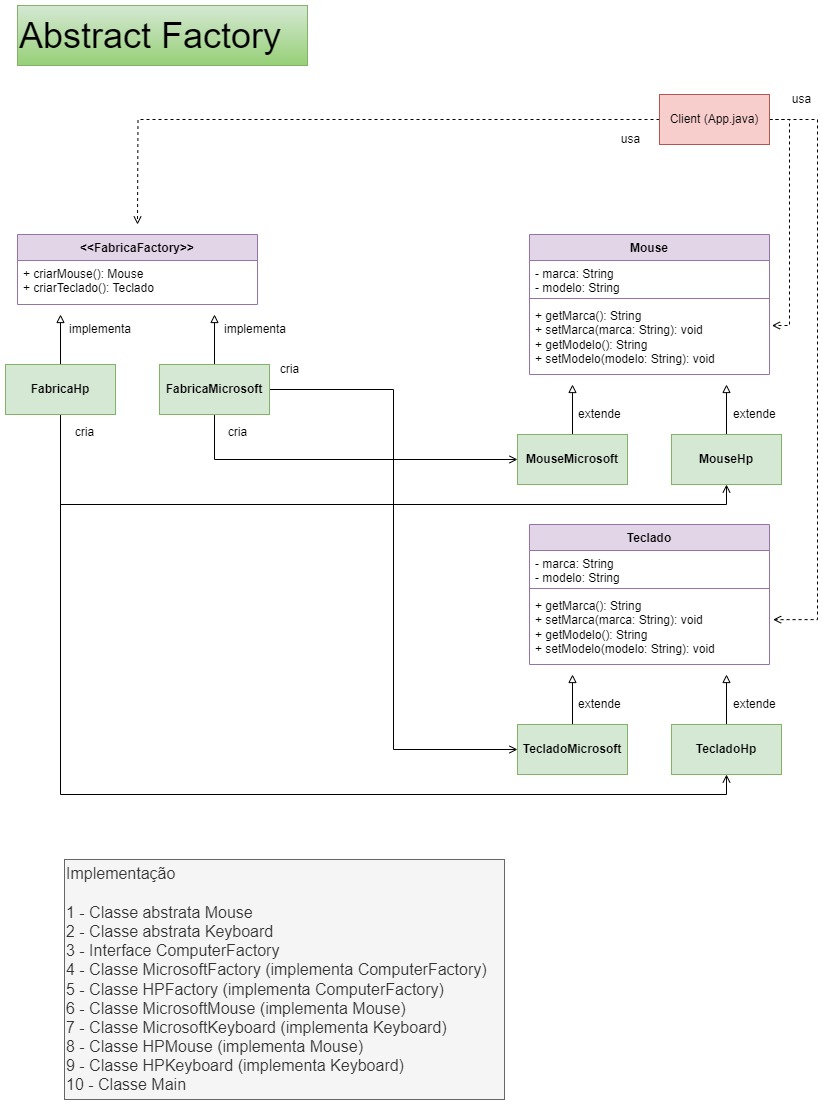 Abstract Factory
usa
Client (App.java)
usa
<<FabricaFactory>>
+ criarMouse(): Mouse
+ criarTeclado(): Teclado
Mouse
- marca: String
- modelo: String
+ getMarca(): String
+ setMarca(marca: String): void
+ getModelo(): String
+ setModelo(modelo: String): void
implementa
implementa
FabricaHp
FabricaMicrosoft
cria
cria
cria
extende
extende
MouseMicrosoft
MouseHp
Teclado
- marca: String
- modelo: String
+ getMarca(): String
+ setMarca(marca: String): void
+ getModelo(): String
+ setModelo(modelo: String): void
extende
extende
TecladoMicrosoft
TecladoHp
Implementação
1 - Classe abstrata Mouse
2 - Classe abstrata Keyboard
3 - Interface ComputerFactory
4 - Classe MicrosoftFactory (implementa ComputerFactory)
5 - Classe HPFactory (implementa ComputerFactory)
6 - Classe MicrosoftMouse (implementa Mouse)
7 - Classe MicrosoftKeyboard (implementa Keyboard)
8 - Classe HPMouse (implementa Mouse)
9 - Classe HPKeyboard (implementa Keyboard)
10 - Classe Main